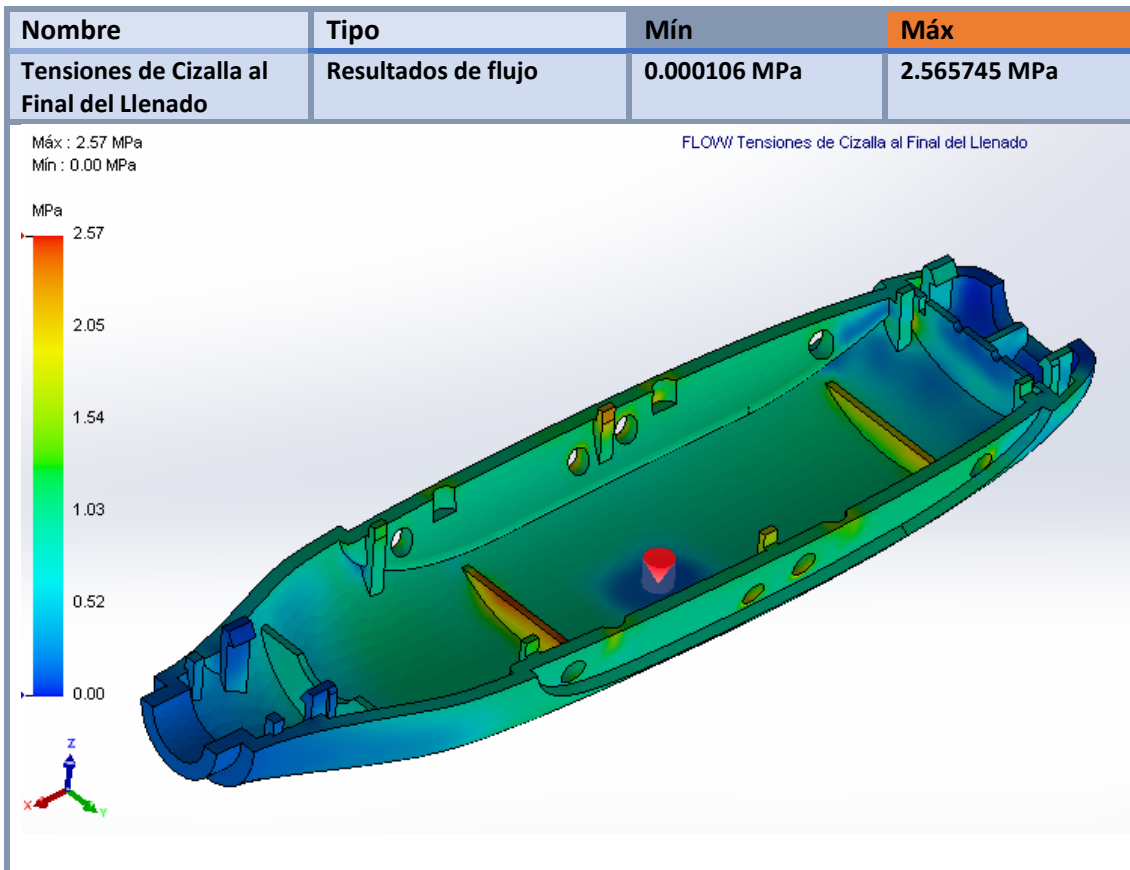 Nombre Tipo Mín Máx
Tensiones de Cizalla al Resultados de flujo 0.000106 MPa 2.565745 MPa
Final del Llenado
Máx : 2.57 MPa FLOW/ Tensiones de Cizalla al Final del Llenado
Mín : 0.00 MPa
MPa
2.57
2.05
1.54
1.03
0.52
0.00
Z
X Y